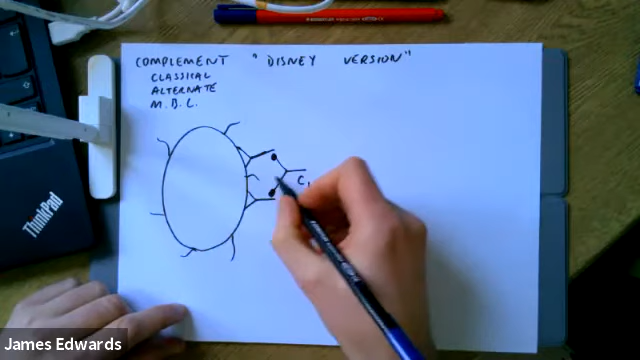 COMPLEMENT "DISNEY VERSION"
CLASSICAL
ALTERNATE
M.B.L.
C,
ThinkPad
James Edwards